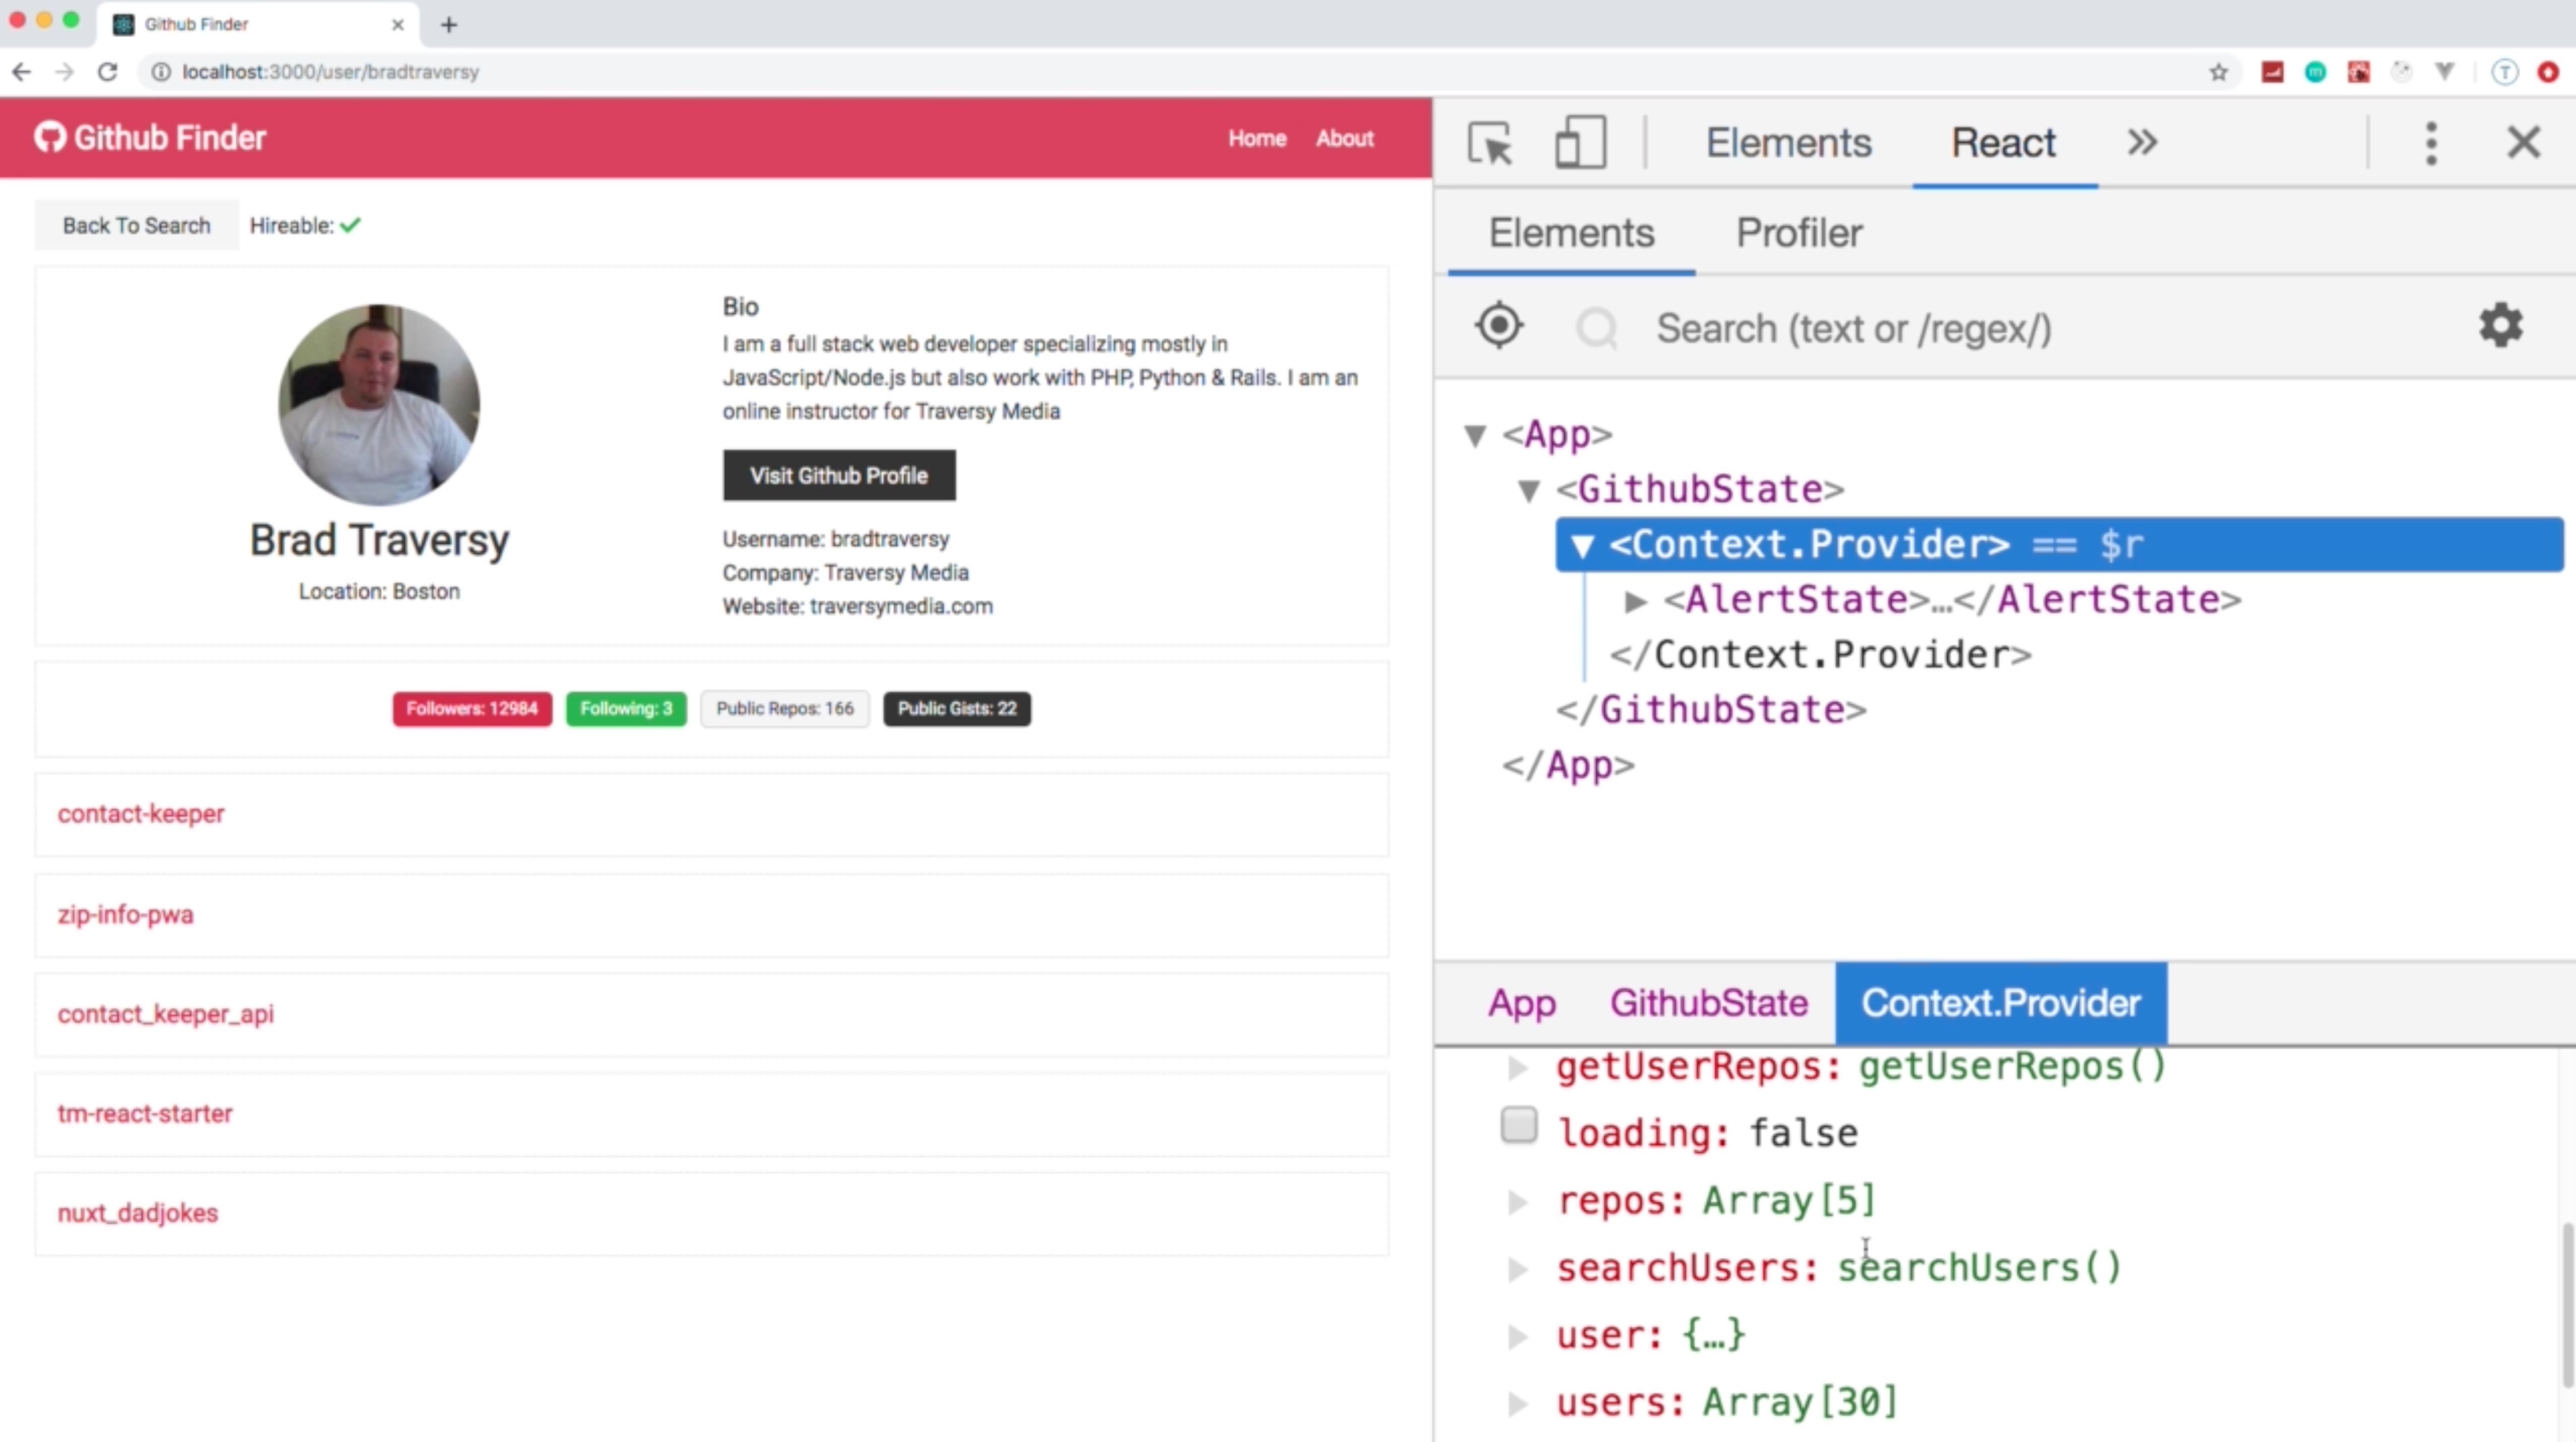 Github Finder
localhost:3000/user/bradtraversy
Github Finder
Home About
Back To Search Hireable:
Brad Traversy
Location: Boston
Bio
I am a full stack web developer specializing mostly in
JavaScript/Node.js but also work with PHP, Python & Rails. I am an
online instructor for Traversy Media
Visit Github Profile
Username: bradtraversy
Company: Traversy Media
Website: traversymedia.com
Followers: 12984 Following: 3 Public Repos: 166 Public Gists: 22
contact-keeper
zip-info-pwa
contact_keeper_api
tm-react-starter
nuxt_dadjokes
Elements React
Elements Profiler
Search (text or /regex/)
<App>
<GithubState>
<Context.Provider> == $r
<AlertState>…</AlertState>
</Context.Provider>
</GithubState>
</App>
App GithubState Context.Provider
getUserRepos: getUserRepos()
loading: false
repos: Array[5]
searchUsers: searchUsers()
user: {…}
users: Array[30]